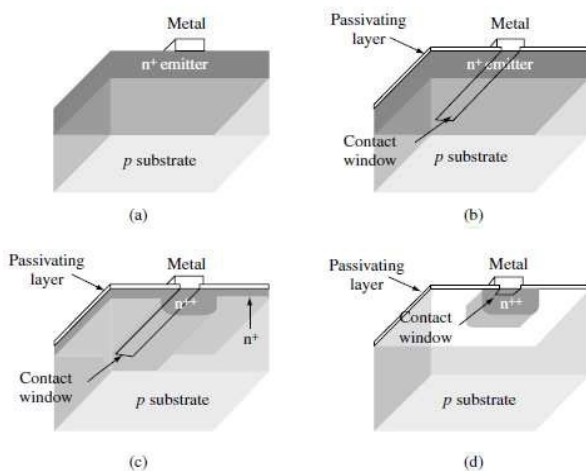 Metal
n+ emitter
p substrate
(a)
Passivating
layer
Metal
n+ emitter
Contact
window
p substrate
(b)
Passivating
layer
Metal
n++
n+
Contact
window
p substrate
(c)
Passivating
layer
Metal
n++
Contact
window
p substrate
(d)